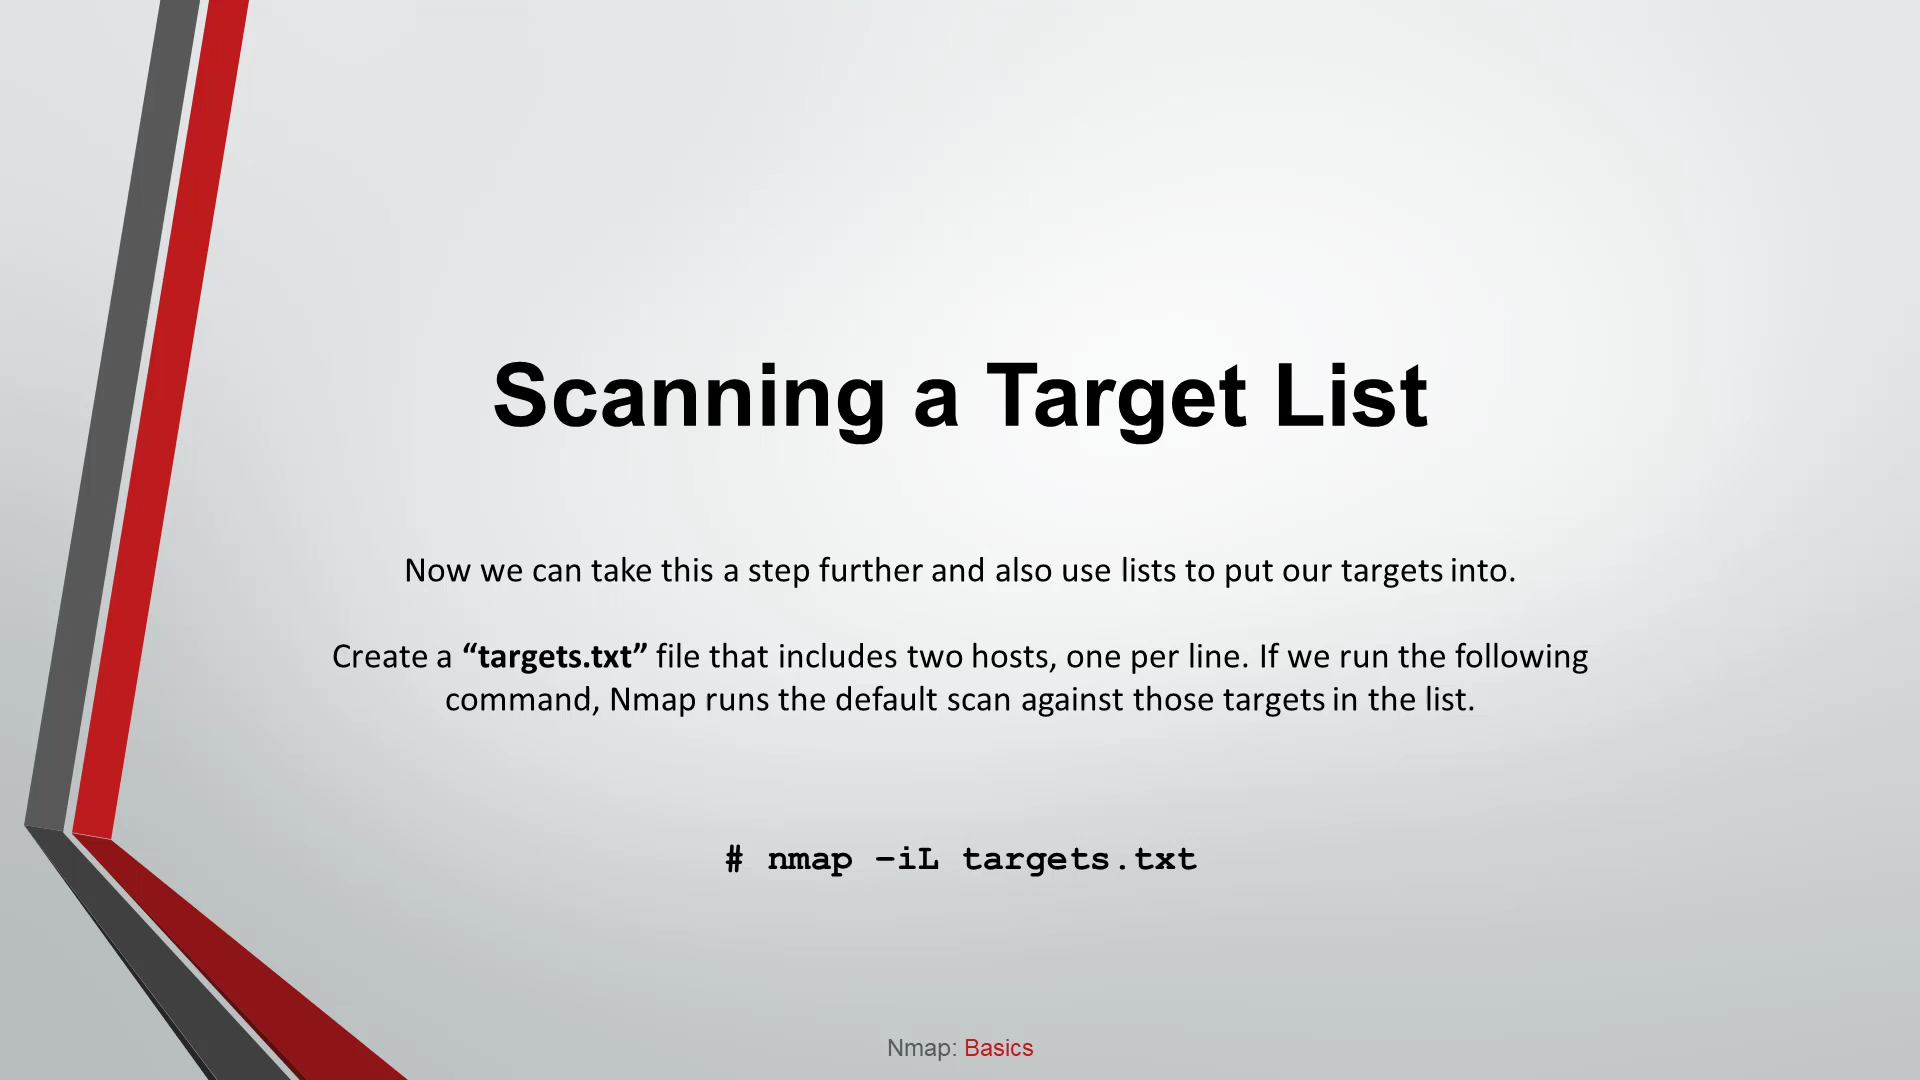 Scanning a Target List
Now we can take this a step further and also use lists to put our targets into.
Create a “targets.txt” file that includes two hosts, one per line. If we run the following
command, Nmap runs the default scan against those targets in the list.
# nmap –iL targets.txt
Nmap: Basics